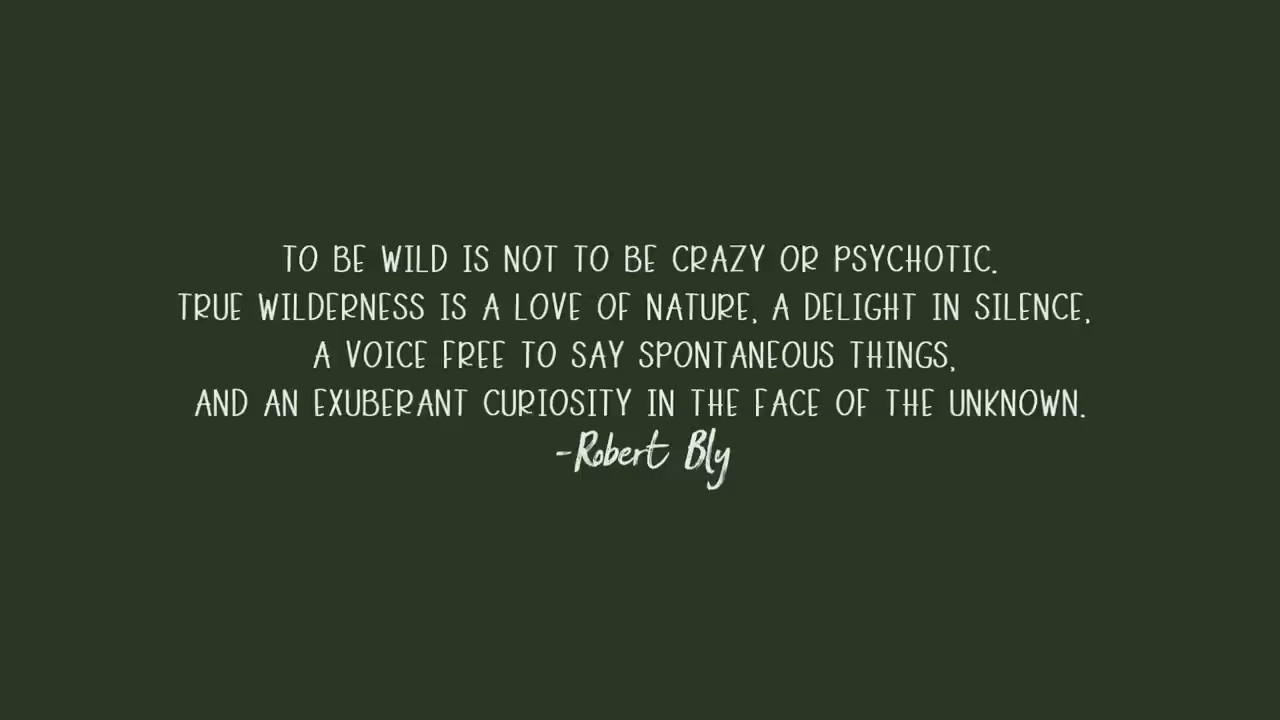 TO BE WILD IS NOT TO BE CRAZY OR PSYCHOTIC.
TRUE WILDERNESS IS A LOVE OF NATURE, A DELIGHT IN SILENCE,
A VOICE FREE TO SAY SPONTANEOUS THINGS,
AND AN EXUBERANT CURIOSITY IN THE FACE OF THE UNKNOWN.
-Robert Bly